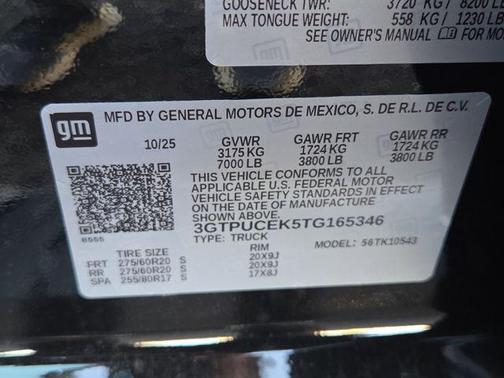 GOOSENECK TWR: 3720 KG / 8200 LB
MAX TONGUE WEIGHT: 558 KG / 1230 LB
SEE OWNER'S MANUAL FOR MOR
gm
MFD BY GENERAL MOTORS DE MEXICO, S. DE R.L. DE C.V.
10/25 GVWR GAWR FRT GAWR RR
3175 KG 1724 KG 1724 KG
7000 LB 3800 LB 3800 LB
THIS VEHICLE CONFORMS TO ALL
APPLICABLE U.S. FEDERAL MOTOR
VEHICLE SAFETY STANDARDS IN EFFECT
ON THE DATE OF MANUFACTURE SHOWN
ABOVE.
3GTPUCEK5TG165346
TYPE: TRUCK MODEL: 56TK10543
B555
TIRE SIZE RIM
FRT 275/60R20 S 20X9J
RR 275/60R20 S 20X9J
SPA 255/80R17 S 17X8J